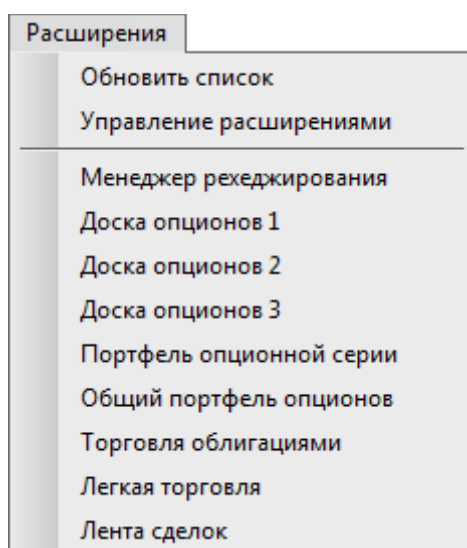 Расширения
Обновить список
Управление расширениями
Менеджер рехеджирования
Доска опционов 1
Доска опционов 2
Доска опционов 3
Портфель опционной серии
Общий портфель опционов
Торговля облигациями
Легкая торговля
Лента сделок